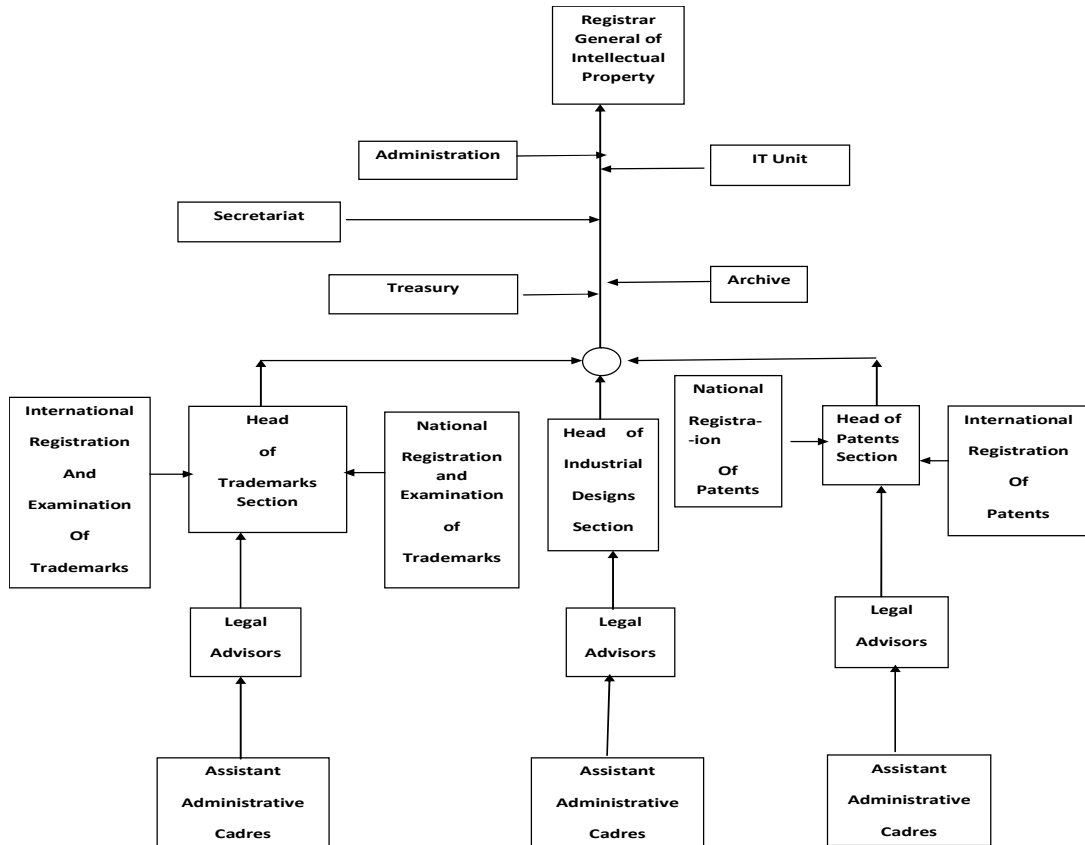 Registrar
General of
Intellectual
Property
Administration
IT Unit
Secretariat
Treasury
Archive
International
Registration
And
Examination
Of
Trademarks
Head
of
Trademarks
Section
National
Registration
and
Examination
of
Trademarks
Head of
Industrial
Designs
Section
National
Registra-
-ion
Of
Patents
Head of
Patents
Section
International
Registration
Of
Patents
Legal
Advisors
Legal
Advisors
Legal
Advisors
Assistant
Administrative
Cadres
Assistant
Administrative
Cadres
Assistant
Administrative
Cadres